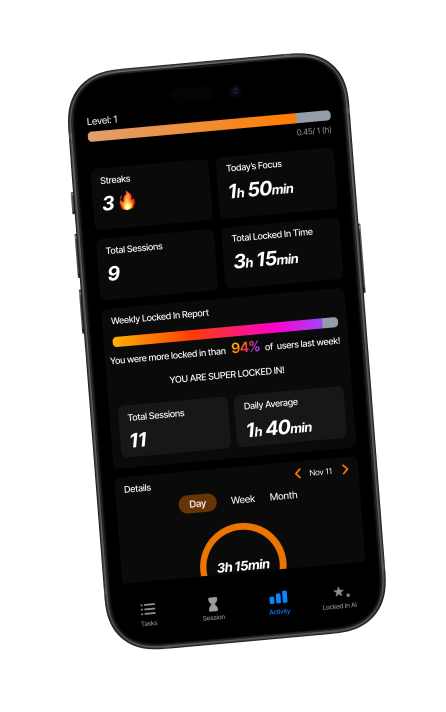 Level: 1
0.45/ 1 (h)
Streaks
3 🔥
Today's Focus
1h 50min
Total Sessions
9
Total Locked In Time
3h 15min
Weekly Locked In Report
You were more locked in than 94% of users last week!
YOU ARE SUPER LOCKED IN!
Total Sessions
11
Daily Average
1h 40min
Details
< Nov 11 >
Day Week Month
3h 15min
Tasks
Session
Activity
Locked In AI